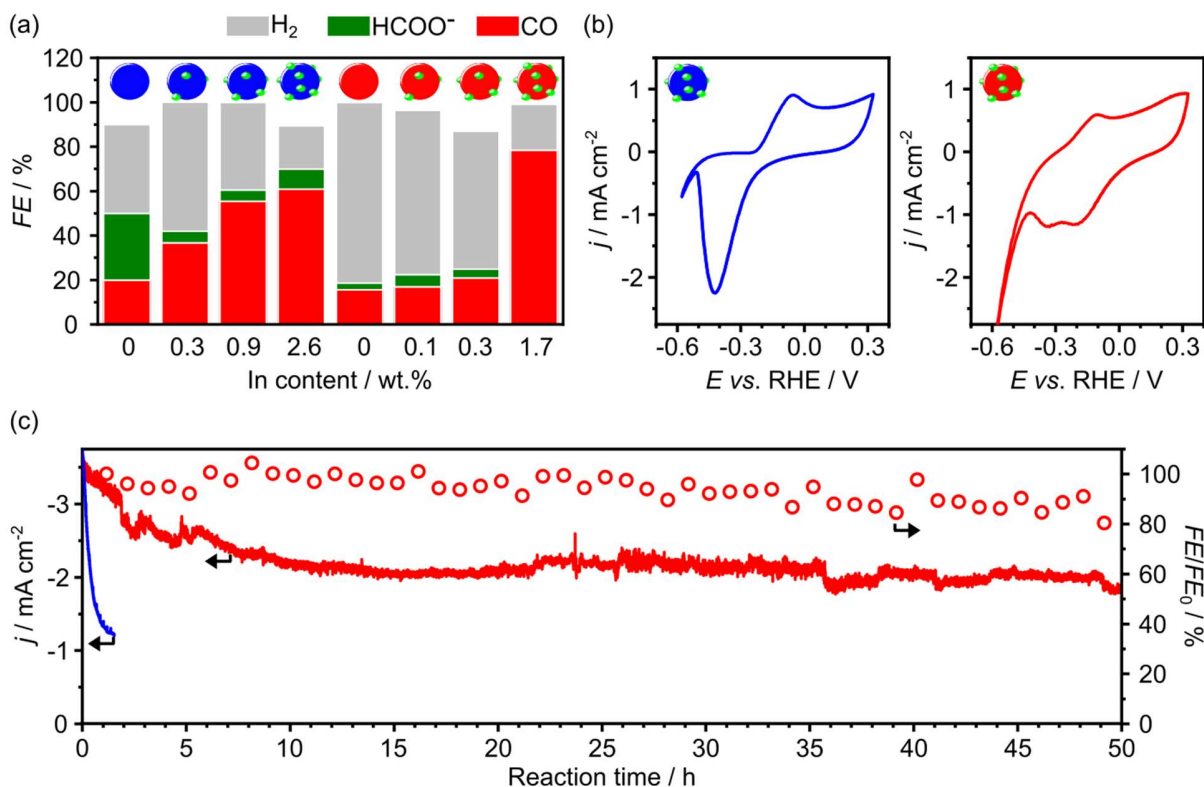 (a)
H₂ HCOO⁻ CO
FE / %
120
100
80
60
40
20
0
0 0.3 0.9 2.6 0 0.1 0.3 1.7
In content / wt.%
(b)
j / mA cm⁻²
1
0
-1
-2
-0.6 -0.3 0.0 0.3
E vs. RHE / V
j / mA cm⁻²
1
0
-1
-2
-0.6 -0.3 0.0 0.3
E vs. RHE / V
(c)
j / mA cm⁻²
-3
-2
-1
0
100
80
60
40
20
0
FE/FE₀ / %
0 5 10 15 20 25 30 35 40 45 50
Reaction time / h